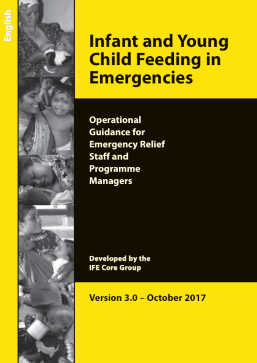 English
Infant and Young
Child Feeding in
Emergencies
Operational
Guidance for
Emergency Relief
Staff and
Programme
Managers
Developed by the
IFE Core Group
Version 3.0 – October 2017